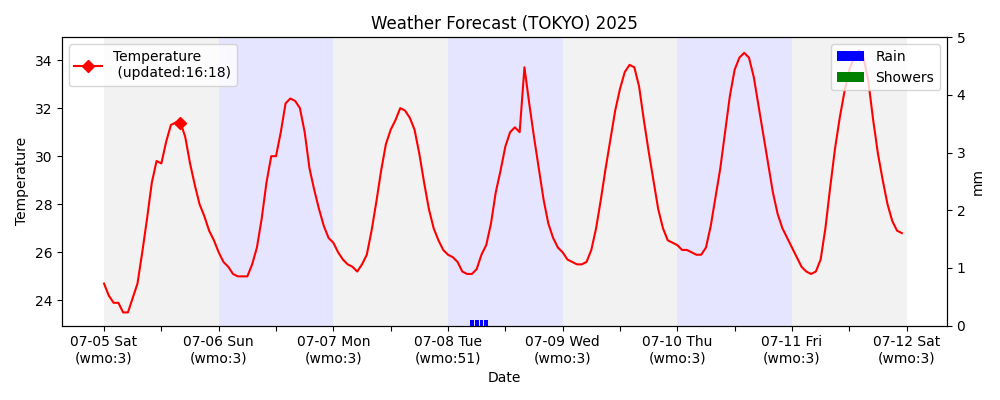 Weather Forecast (TOKYO) 2025
Temperature
(updated:16:18)
Rain
Showers
34
32
30
28
26
24
Temperature
5
4
3
2
1
0
mm
07-05 Sat 07-06 Sun 07-07 Mon 07-08 Tue 07-09 Wed 07-10 Thu 07-11 Fri 07-12 Sat
(wmo:3) (wmo:3) (wmo:3) (wmo:51) (wmo:3) (wmo:3) (wmo:3) (wmo:3)
Date